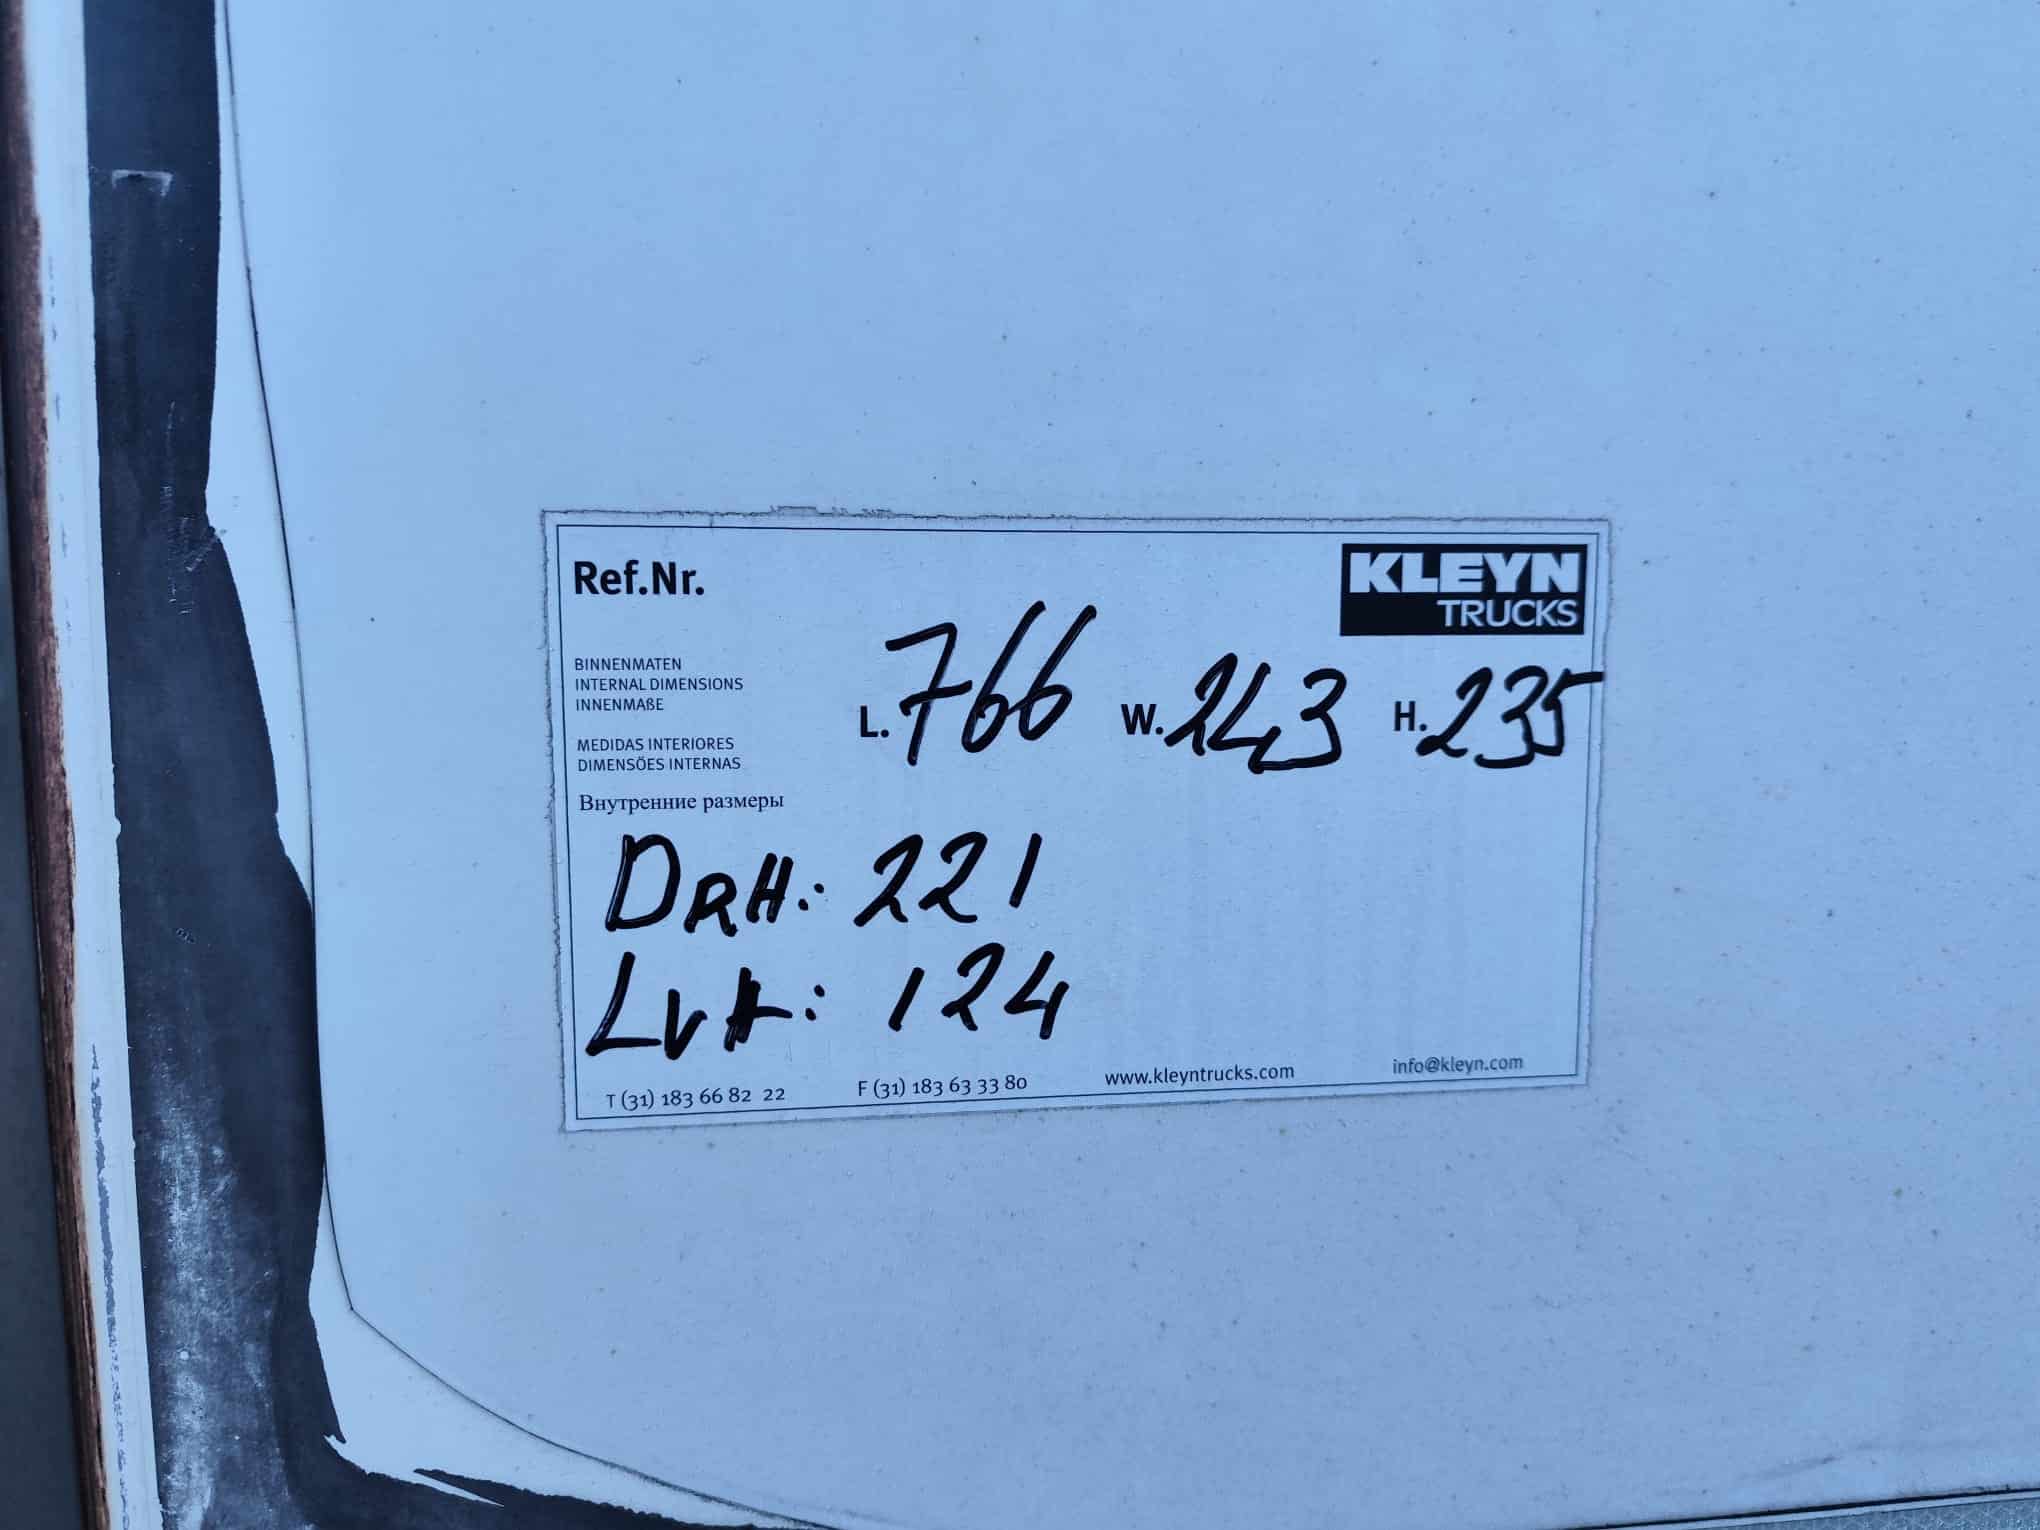 Ref.Nr.
KLEYN
TRUCKS
BINNENMATEN
INTERNAL DIMENSIONS
INNENMAßE
MEDIDAS INTERIORES
DIMENSÕES INTERNAS
Внутренние размеры
L. 766 W. 243 H. 235
DRH: 221
LVH: 124
T (31) 183 66 82 22 F (31) 183 63 33 80 www.kleyntrucks.com info@kleyn.com